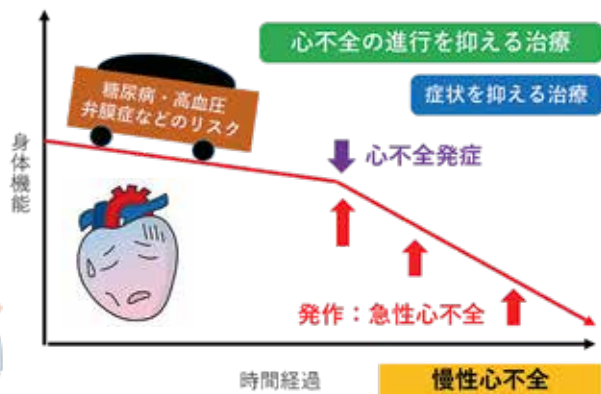 心不全の進行を抑える治療
症状を抑える治療
糖尿病・高血圧
弁膜症などのリスク
心不全発症
身体機能
発作：急性心不全
時間経過
慢性心不全